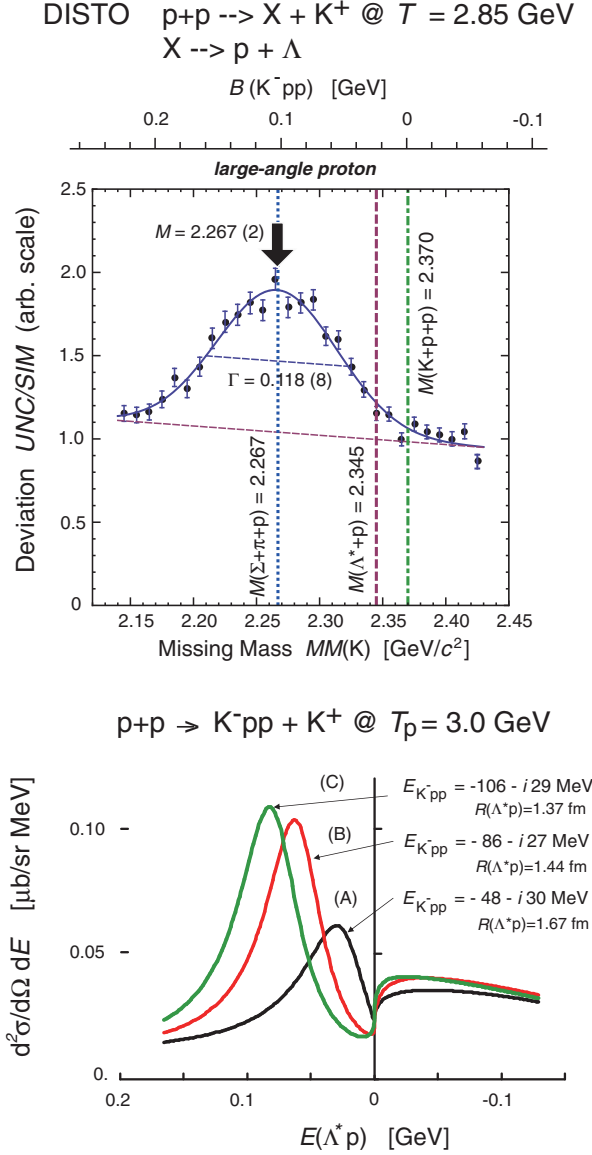 DISTO p+p --> X + K⁺ @ T = 2.85 GeV
X --> p + Λ
B (K⁻pp) [GeV]
0.2 0.1 0 -0.1
large-angle proton
Deviation UNC/SIM (arb. scale)
2.5
2.0
1.5
1.0
0.5
0
M = 2.267 (2)
Γ = 0.118 (8)
M(Σ+π+p) = 2.267
M(Λ*+p) = 2.345
M(K+p+p) = 2.370
2.15 2.20 2.25 2.30 2.35 2.40 2.45
Missing Mass MM(K) [GeV/c²]
p+p → K⁻pp + K⁺ @ Tₚ = 3.0 GeV
d²σ/dΩ dE [μb/sr MeV]
0.10
0.05
0.
(C)
E K⁻pp = -106 - i 29 MeV
R(Λ*p)=1.37 fm
(B)
E K⁻pp = - 86 - i 27 MeV
R(Λ*p)=1.44 fm
(A)
E K⁻pp = - 48 - i 30 MeV
R(Λ*p)=1.67 fm
0.2 0.1 0 -0.1
E(Λ*p) [GeV]